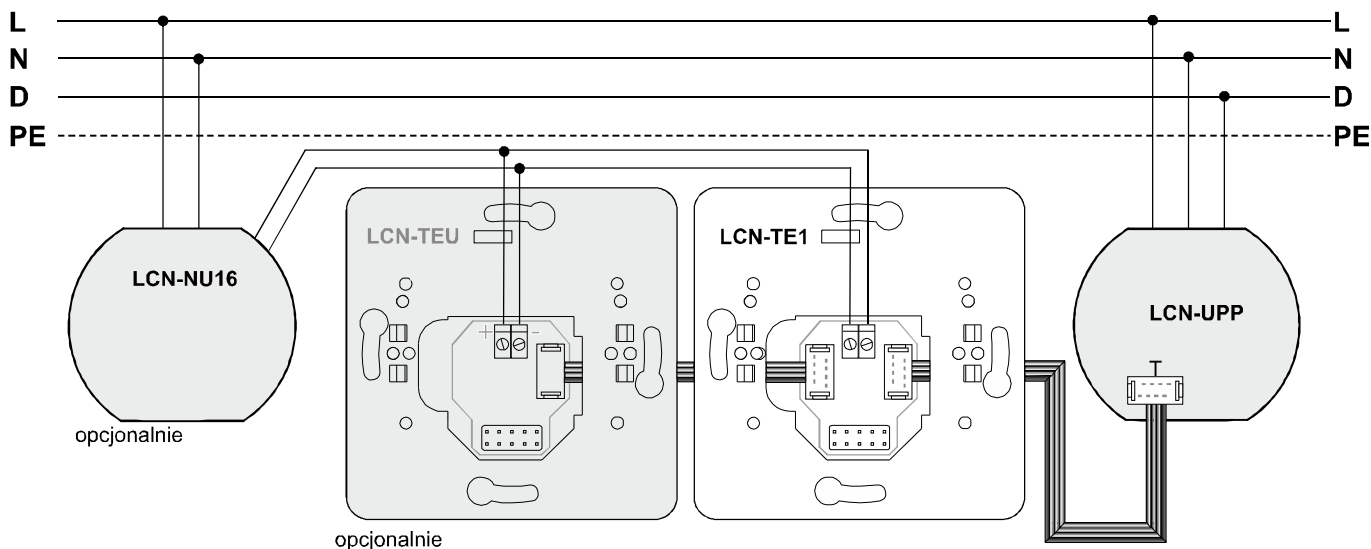 L L
N N
D D
PE PE
LCN-TEU
LCN-TE1
LCN-NU16
LCN-UPP
+ -
T
opcjonalnie
opcjonalnie